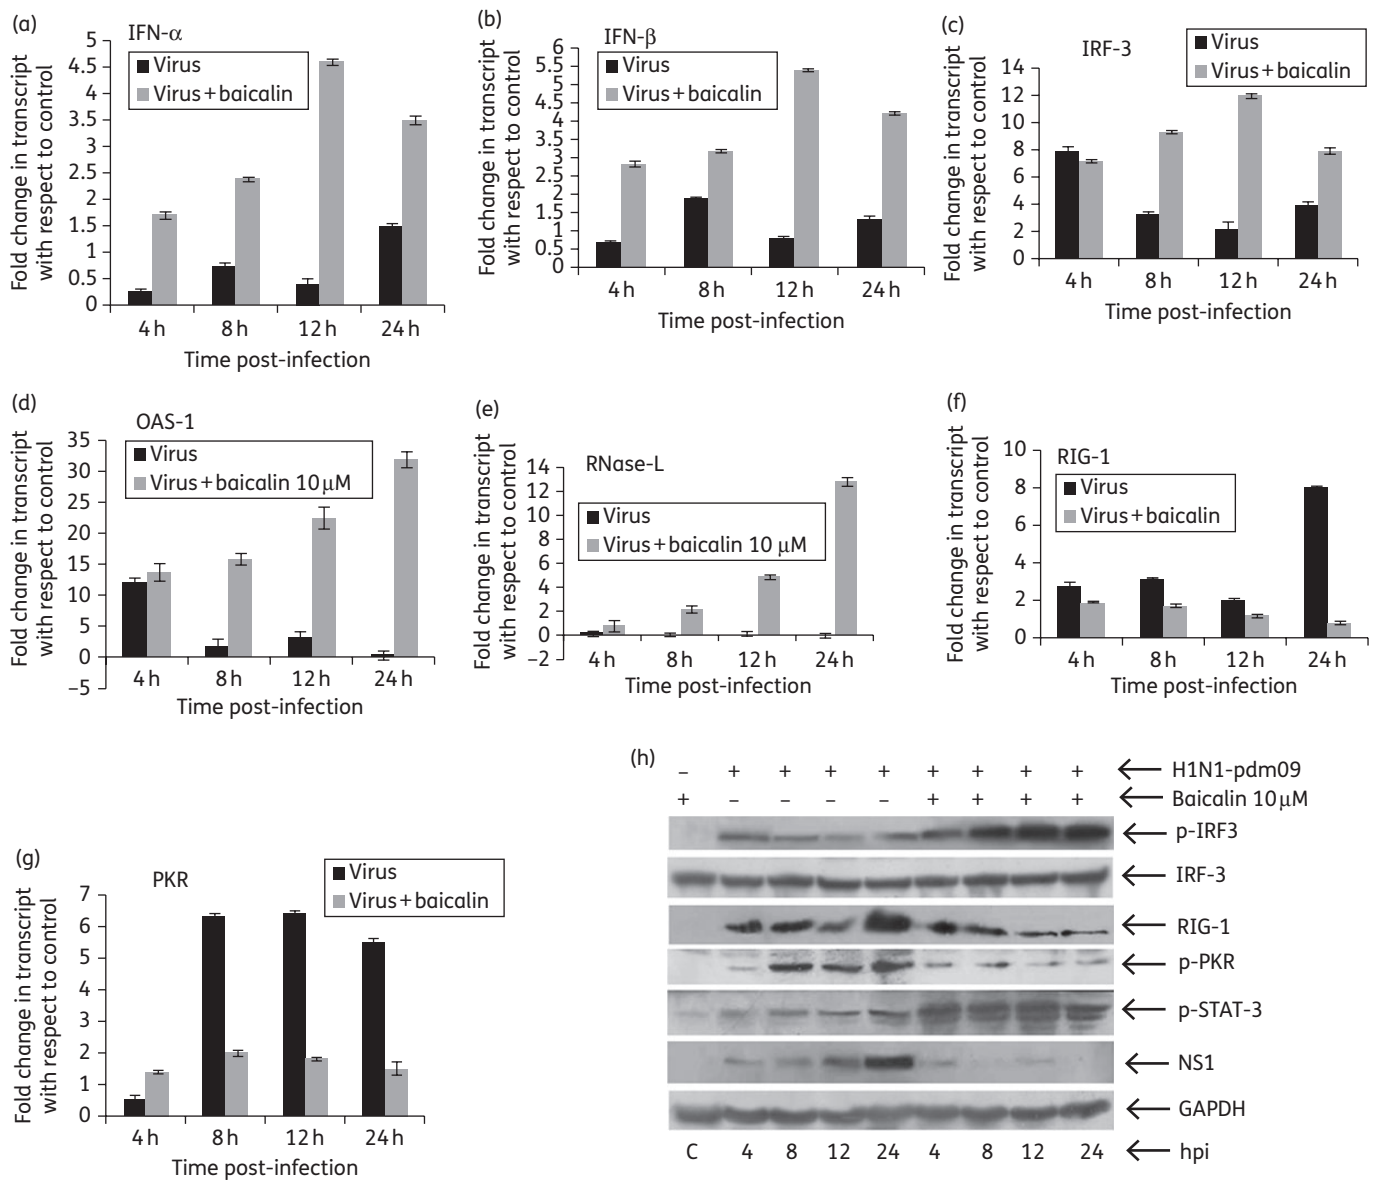 (a)
IFN-α
Virus
Virus + baicalin
Fold change in transcript
with respect to control
5
4.5
4
3.5
3
2.5
2
1.5
1
0.5
0
4 h 8 h 12 h 24 h
Time post-infection
(b)
IFN-β
Virus
Virus + baicalin
Fold change in transcript
with respect to control
6
5.5
5
4.5
4
3.5
3
2.5
2
1.5
1
0.5
0
4 h 8 h 12 h 24 h
Time post-infection
(c)
IRF-3
Virus
Virus + baicalin
Fold change in transcript
with respect to control
14
12
10
8
6
4
2
0
4 h 8 h 12 h 24 h
Time post-infection
(d)
OAS-1
Virus
Virus + baicalin 10 μM
Fold change in transcript
with respect to control
35
30
25
20
15
10
5
0
−5
4 h 8 h 12 h 24 h
Time post-infection
(e)
RNase-L
Virus
Virus + baicalin 10 μM
Fold change in transcript
with respect to control
14
12
10
8
6
4
2
0
−2
4 h 8 h 12 h 24 h
Time post-infection
(f)
RIG-1
Virus
Virus + baicalin
Fold change in transcript
with respect to control
10
8
6
4
2
0
4 h 8 h 12 h 24 h
Time post-infection
(g)
PKR
Virus
Virus + baicalin
Fold change in transcript
with respect to control
7
6
5
4
3
2
1
0
4 h 8 h 12 h 24 h
Time post-infection
(h)
− + + + + + + + + H1N1-pdm09
+ − − − − + + + + Baicalin 10 μM
p-IRF3
IRF-3
RIG-1
p-PKR
p-STAT-3
NS1
GAPDH
C 4 8 12 24 4 8 12 24 hpi